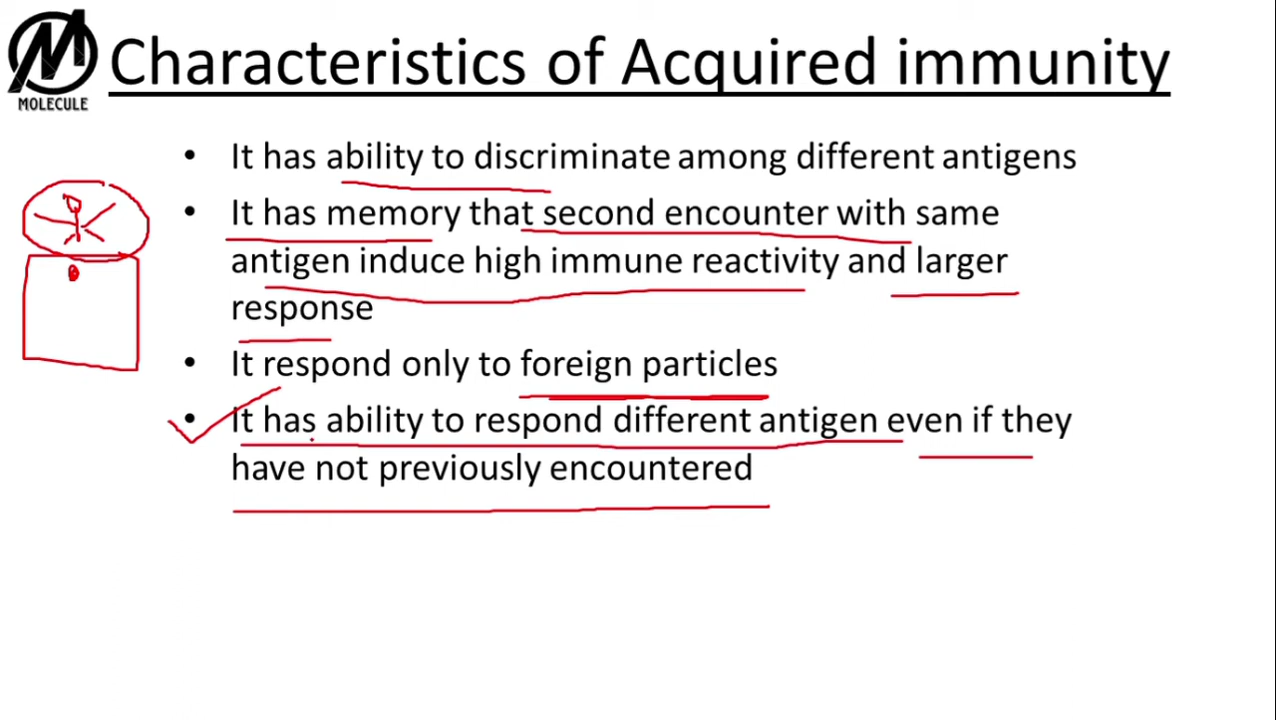 MOLECULE
Characteristics of Acquired immunity
• It has ability to discriminate among different antigens
• It has memory that second encounter with same
antigen induce high immune reactivity and larger
response
• It respond only to foreign particles
• It has ability to respond different antigen even if they
have not previously encountered